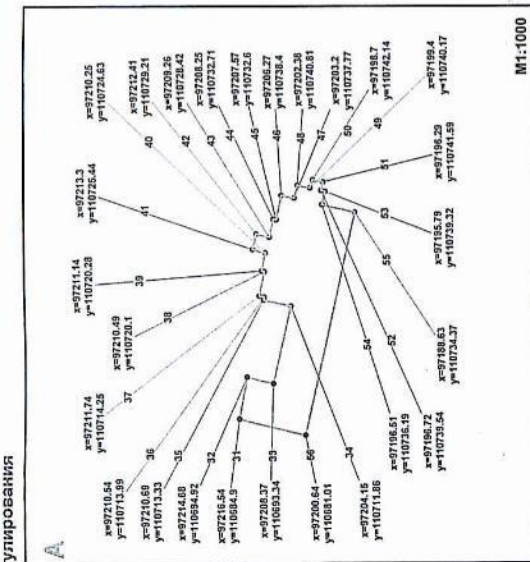 улирования
А
x=97210.54
y=110713.99
36
x=97210.69
y=110713.33
35
x=97214.68
y=110694.92
32
x=97216.54
y=110684.9
31
x=97208.37
y=110693.34
33
x=97200.64
y=110681.01
56
x=97204.15
y=110711.86
34
x=97211.74
y=110714.25
37
x=97210.49
y=110720.1
38
x=97211.14
y=110720.28
39
x=97213.3
y=110725.44
41
x=97210.25
y=110724.63
40
x=97212.41
y=110729.21
42
x=97209.26
y=110728.42
43
x=97208.25
y=110732.71
44
x=97207.57
y=110732.6
45
x=97206.27
y=110738.4
46
x=97202.38
y=110740.81
48
x=97203.2
y=110737.77
47
x=97198.7
y=110742.14
50
x=97199.4
y=110740.17
49
x=97196.29
y=110741.59
51
x=97195.79
y=110739.32
53
x=97188.63
y=110734.37
55
x=97196.72
y=110739.54
52
x=97196.51
y=110736.19
54
М1:1000